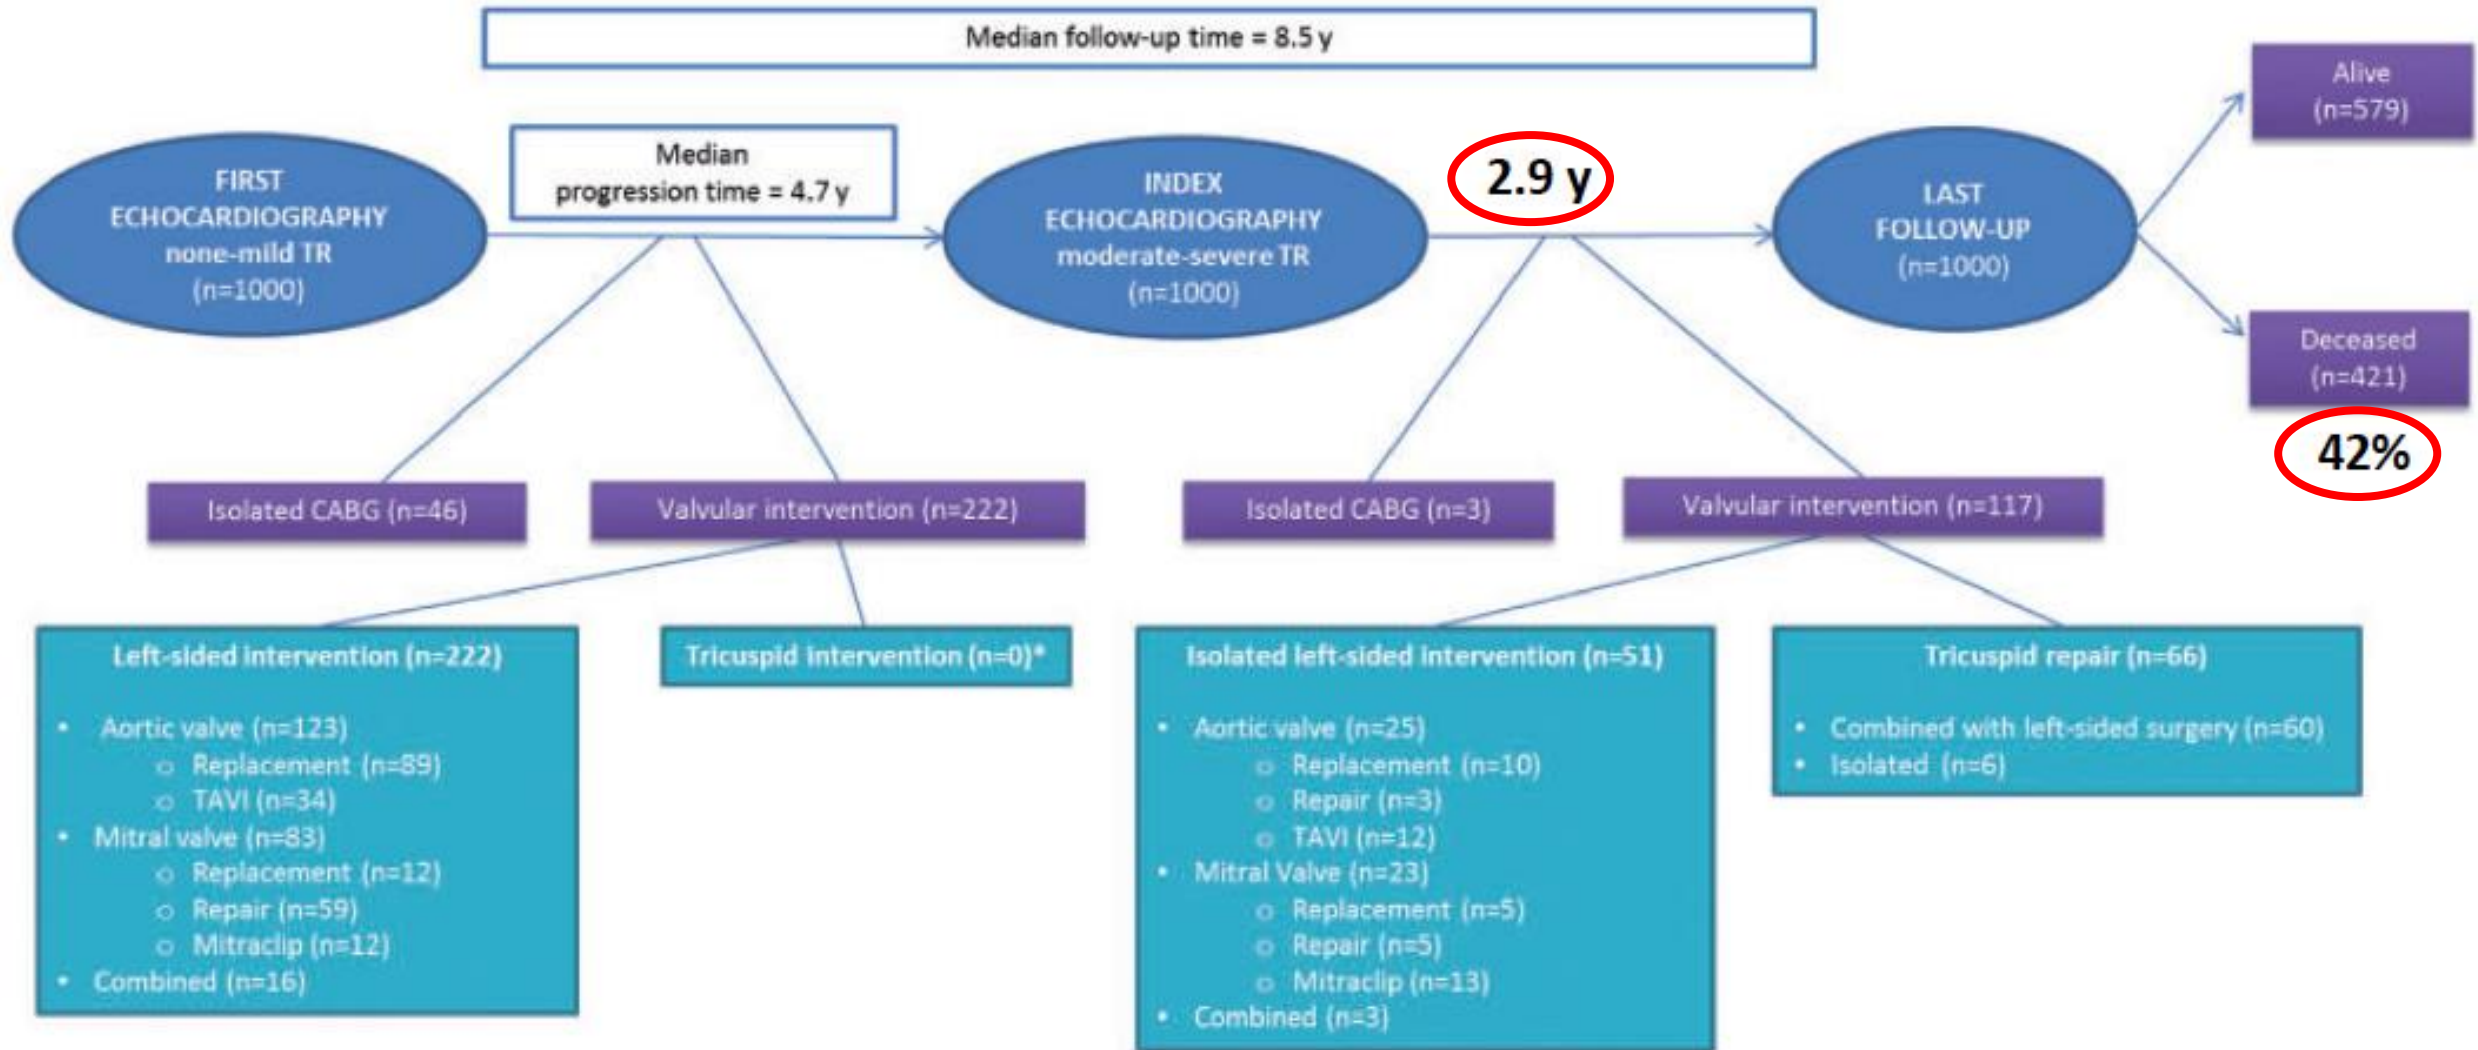 Median follow-up time = 8.5 y
Alive
(n=579)
FIRST
ECHOCARDIOGRAPHY
none-mild TR
(n=1000)
Median
progression time = 4.7 y
INDEX
ECHOCARDIOGRAPHY
moderate-severe TR
(n=1000)
2.9 y
LAST
FOLLOW-UP
(n=1000)
Deceased
(n=421)
42%
Isolated CABG (n=46)
Valvular intervention (n=222)
Isolated CABG (n=3)
Valvular intervention (n=117)
Left-sided intervention (n=222)
• Aortic valve (n=123)
o Replacement (n=89)
o TAVI (n=34)
• Mitral valve (n=83)
o Replacement (n=12)
o Repair (n=59)
o Mitraclip (n=12)
• Combined (n=16)
Tricuspid intervention (n=0)*
Isolated left-sided intervention (n=51)
• Aortic valve (n=25)
o Replacement (n=10)
o Repair (n=3)
o TAVI (n=12)
• Mitral Valve (n=23)
o Replacement (n=5)
o Repair (n=5)
o Mitraclip (n=13)
• Combined (n=3)
Tricuspid repair (n=66)
• Combined with left-sided surgery (n=60)
• Isolated (n=6)